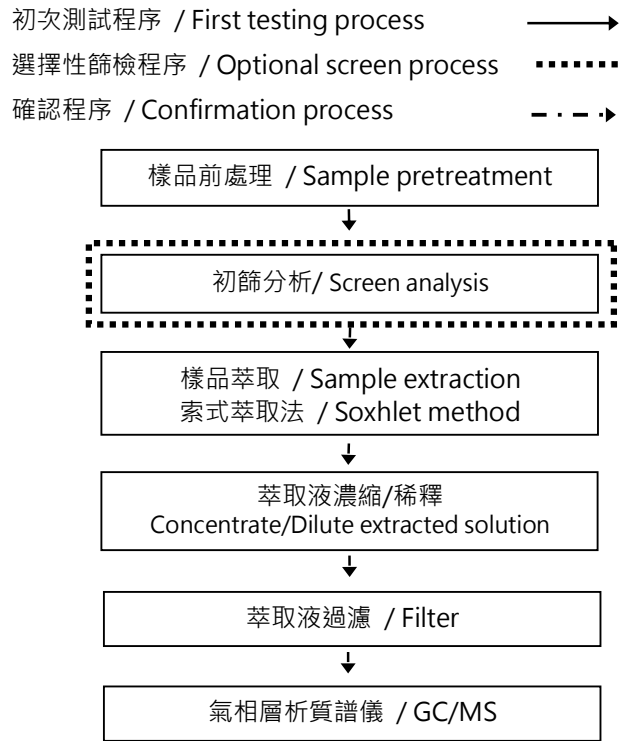 初次測試程序 / First testing process
選擇性篩檢程序 / Optional screen process
確認程序 / Confirmation process
樣品前處理 / Sample pretreatment
初篩分析/ Screen analysis
樣品萃取 / Sample extraction
索式萃取法 / Soxhlet method
萃取液濃縮/稀釋
Concentrate/Dilute extracted solution
萃取液過濾 / Filter
氣相層析質譜儀 / GC/MS